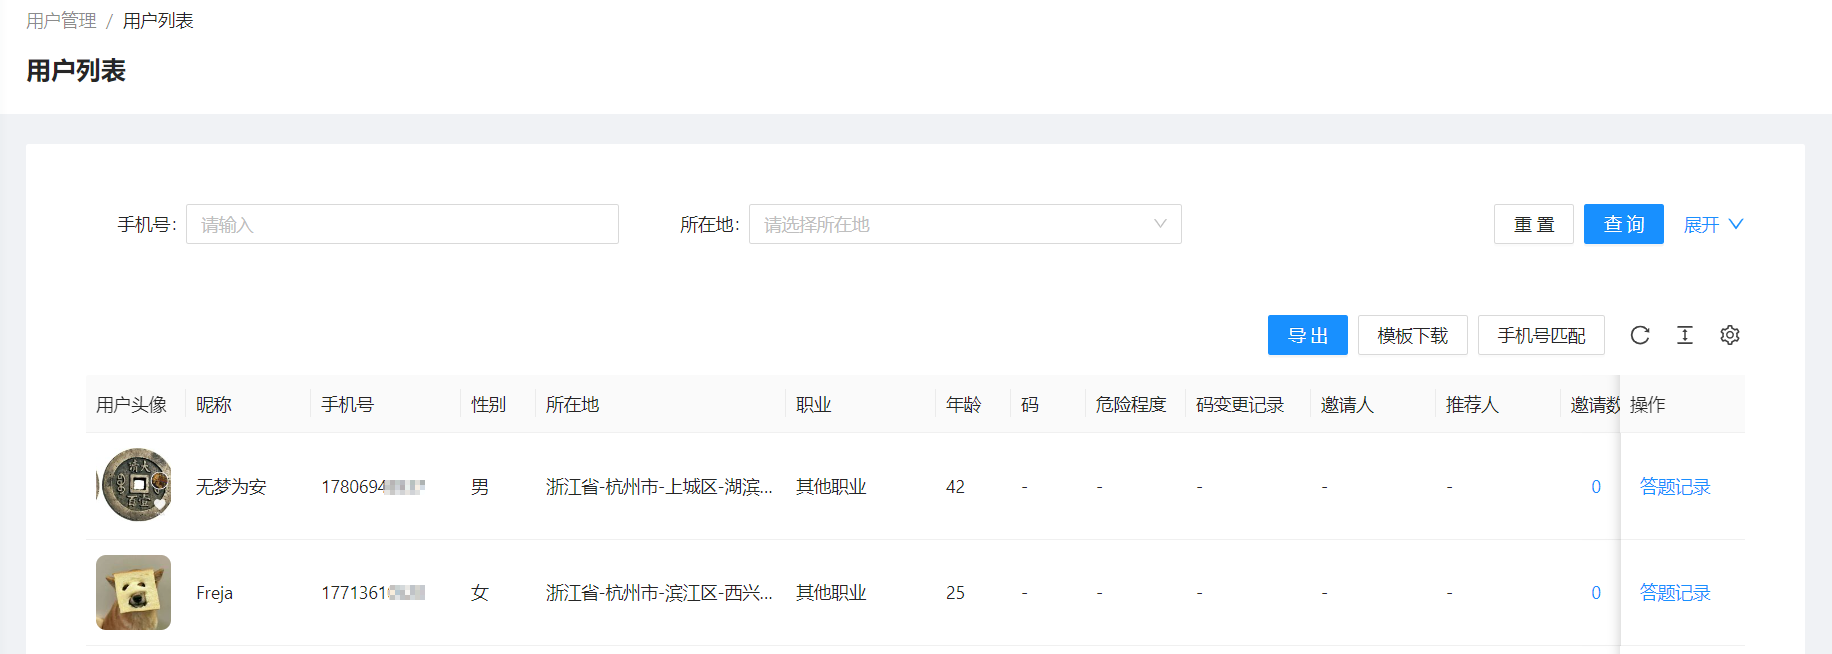 用户管理 / 用户列表
用户列表
手机号: 请输入 所在地: 请选择所在地 重 置 查 询 展开
导 出 模板下载 手机号匹配
用户头像 昵称 手机号 性别 所在地 职业 年龄 码 危险程度 码变更记录 邀请人 推荐人 邀请数 操作
无梦为安 1780694 男 浙江省-杭州市-上城区-湖滨... 其他职业 42 - - - - - 0 答题记录
Freja 1771361 女 浙江省-杭州市-滨江区-西兴... 其他职业 25 - - - - - 0 答题记录